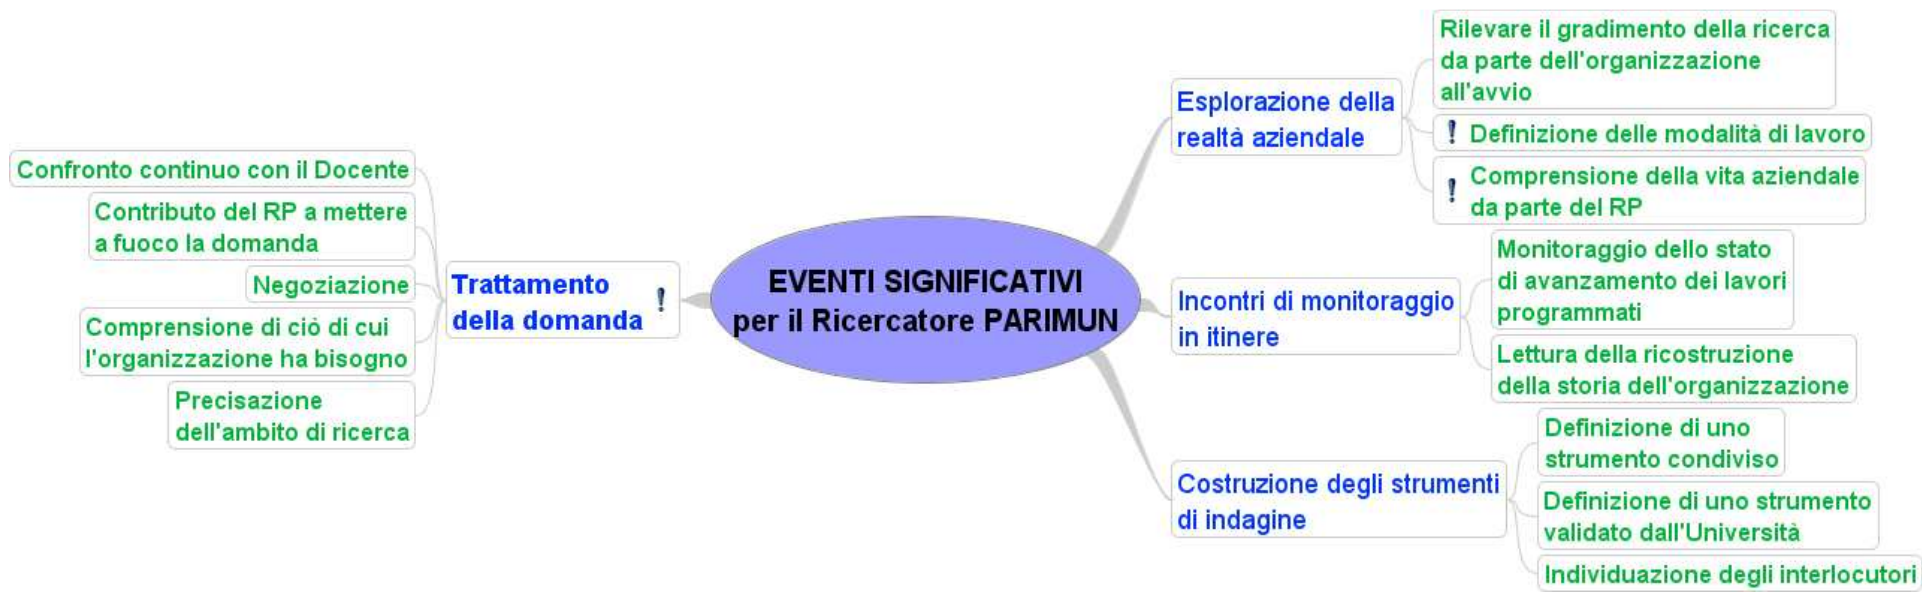 EVENTI SIGNIFICATIVI
per il Ricercatore PARIMUN
Trattamento
della domanda
Confronto continuo con il Docente
Contributo del RP a mettere
a fuoco la domanda
Negoziazione
Comprensione di ciò di cui
l'organizzazione ha bisogno
Precisazione
dell'ambito di ricerca
Esplorazione della
realtà aziendale
Rilevare il gradimento della ricerca
da parte dell'organizzazione
all'avvio
! Definizione delle modalità di lavoro
! Comprensione della vita aziendale
da parte del RP
Incontri di monitoraggio
in itinere
Monitoraggio dello stato
di avanzamento dei lavori
programmati
Lettura della ricostruzione
della storia dell'organizzazione
Costruzione degli strumenti
di indagine
Definizione di uno
strumento condiviso
Definizione di uno strumento
validato dall'Università
Individuazione degli interlocutori